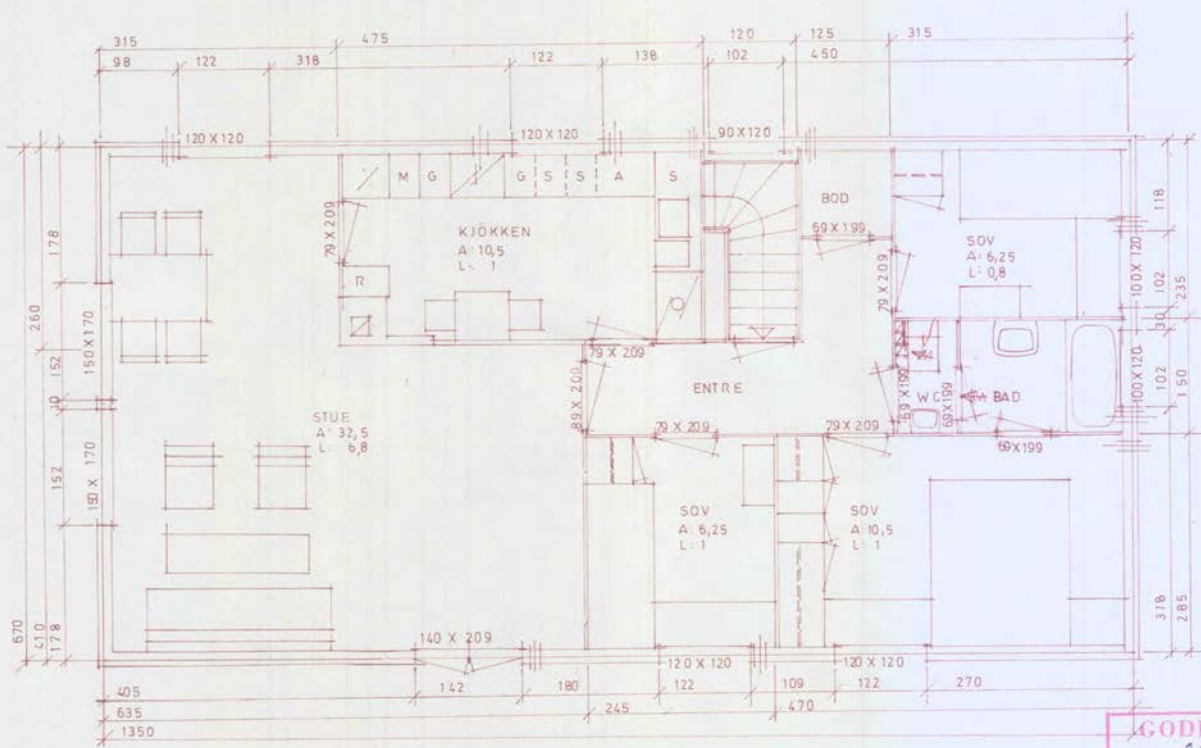 315 475 120 125 315
98 122 318 122 138 102 450
120 X 120 120 X 120 90 X 120
M G G S S A S
BOD
69 X 199
KJÖKKEN
A: 10,5
L: 1
79 X 209
R
SOV
A: 6,25
L: 0,8
79 X 209
100 X 120
118
102
30
102
318
235
150
285
100 X 120
178
152
10
152
178
260
410
670
150 X 170
150 X 170
79 X 209
89 X 209
ENTRE
69 X 199
WC
69 X 199
BAD
69 X 199
STUE
A: 32,5
L: 6,8
79 X 209
79 X 209
SOV
A: 6,25
L: 1
SOV
A: 10,5
L: 1
140 X 209
120 X 120
120 X 120
405 142 180 122 109 122 270
635 245 470
1350